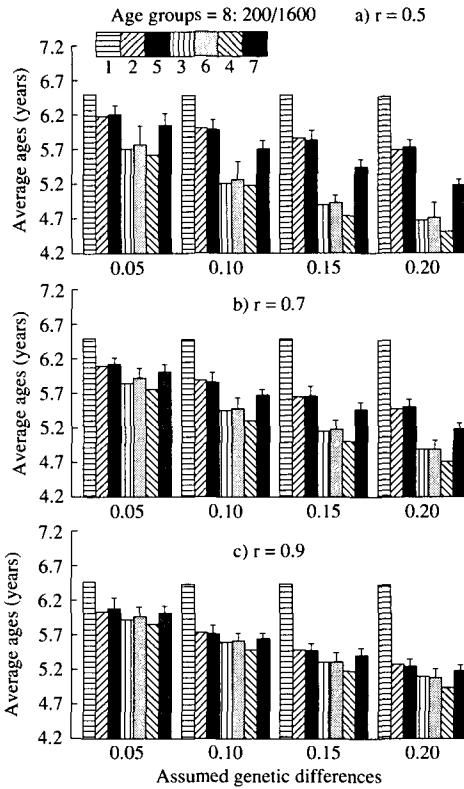 Age groups = 8: 200/1600 a) r = 0.5
1 2 5 3 6 4 7
Average ages (years)
7.2
6.7
6.2
5.7
5.2
4.7
4.2
0.05 0.10 0.15 0.20
b) r = 0.7
Average ages (years)
7.2
6.7
6.2
5.7
5.2
4.7
4.2
0.05 0.10 0.15 0.20
c) r = 0.9
Average ages (years)
7.2
6.7
6.2
5.7
5.2
4.7
4.2
0.05 0.10 0.15 0.20
Assumed genetic differences